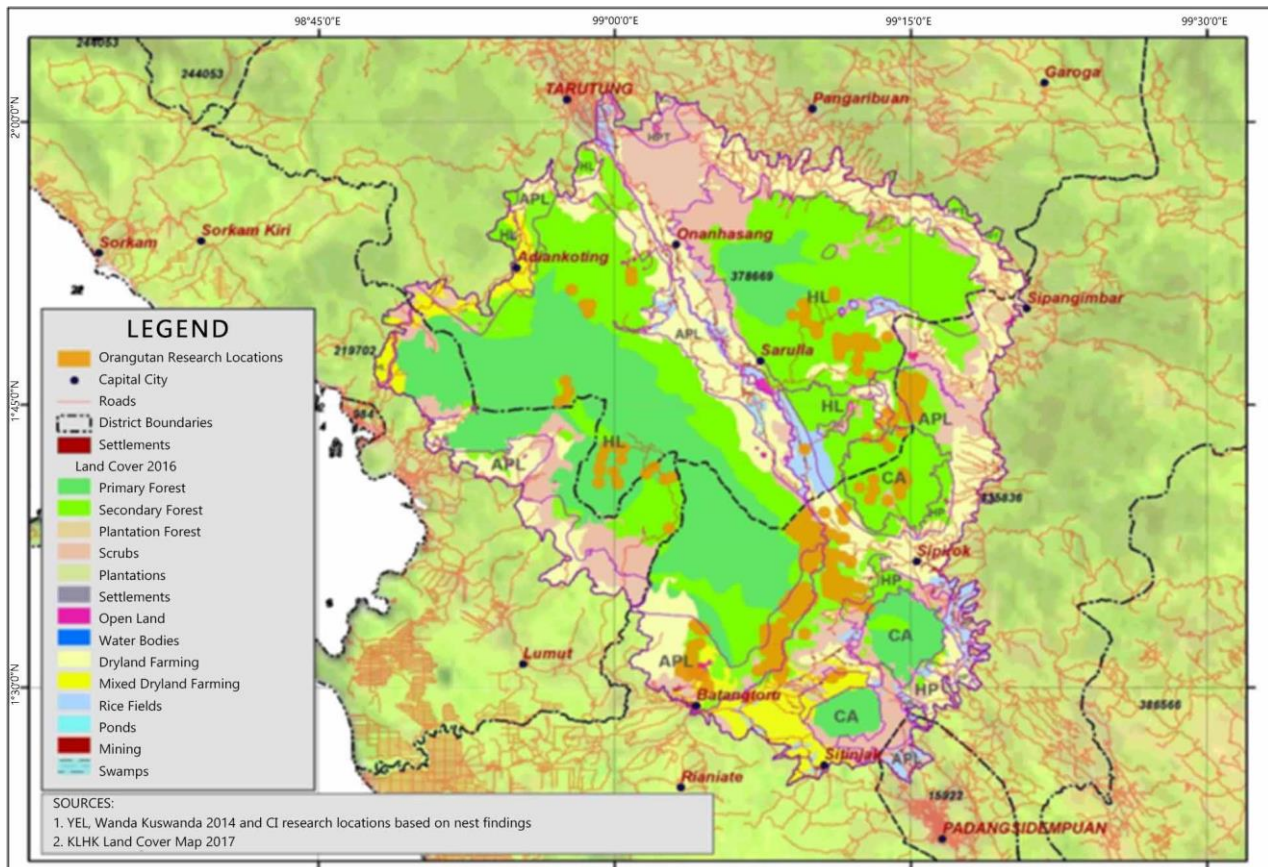 98°45'0"E
99°00'0"E
99°15'0"E
99°30'0"E
244053
244053
TARUTUNG
Garoga
Pangaribuan
2°00'0"N
HPT
HL
APL
Sorkam Kiri
Sorkam
HL
Onanhasang
Adiankoting
378669
Sipangimbar
HL
APL
Sarulla
219702
1°45'0"N
HL
APL
HL
APL
CA
HP
835836
Sipirok
HP
CA
Lumut
APL
HP
1°30'0"N
Batangtoru
386566
CA
Sitinjak
APL
Rianiate
15922
PADANGSIDEMPUAN
LEGEND
Orangutan Research Locations
Capital City
Roads
District Boundaries
Settlements
Land Cover 2016
Primary Forest
Secondary Forest
Plantation Forest
Scrubs
Plantations
Settlements
Open Land
Water Bodies
Dryland Farming
Mixed Dryland Farming
Rice Fields
Ponds
Mining
Swamps
SOURCES:
1. YEL, Wanda Kuswanda 2014 and CI research locations based on nest findings
2. KLHK Land Cover Map 2017